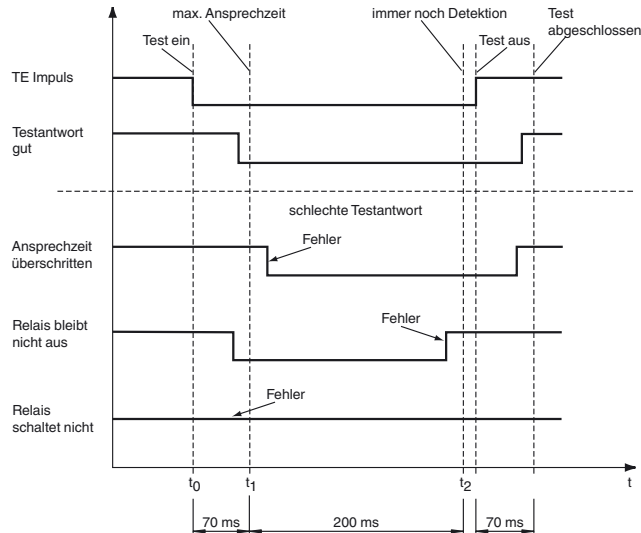 max. Ansprechzeit
immer noch Detektion
Test
abgeschlossen
Test ein
Test aus
TE Impuls
Testantwort
gut
schlechte Testantwort
Ansprechzeit
überschritten
Fehler
Relais bleibt
nicht aus
Fehler
Relais
schaltet nicht
Fehler
t0
t1
t2
t
70 ms
200 ms
70 ms